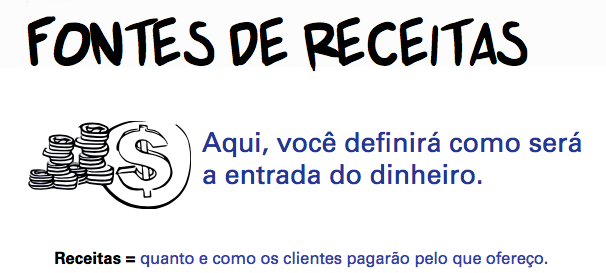 FONTES DE RECEITAS
Aqui, você definirá como será
a entrada do dinheiro.
Receitas = quanto e como os clientes pagarão pelo que ofereço.